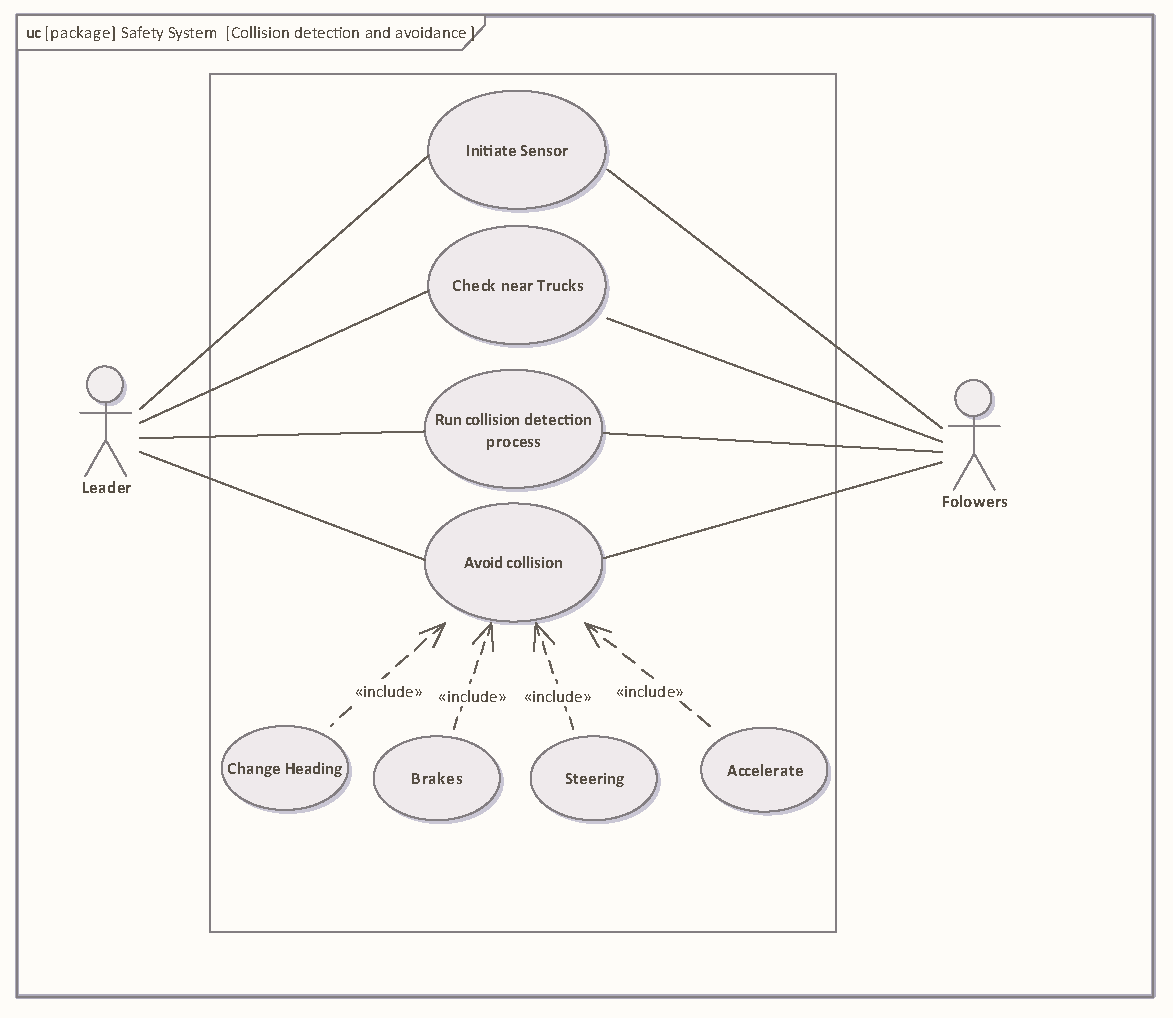 uc [package] Safety System [Collision detection and avoidance ]
Initiate Sensor
Check near Trucks
Run collision detection
process
Leader
Folowers
Avoid collision
«include»
«include»
«include»
«include»
Change Heading
Brakes
Steering
Accelerate